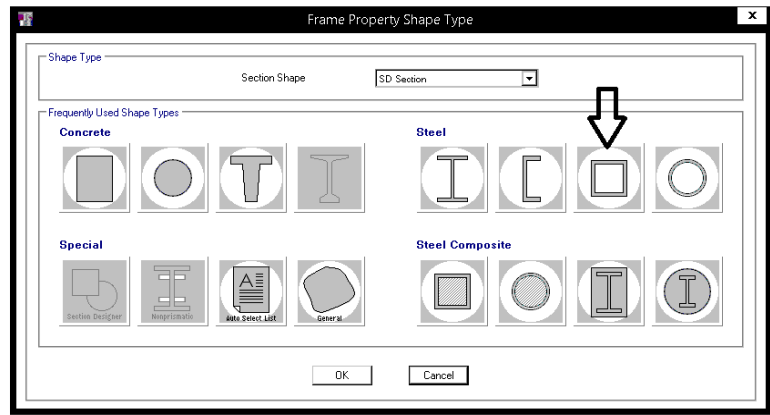 Frame Property Shape Type
x
Shape Type
Section Shape
SD Section
Frequently Used Shape Types
Concrete
Steel
Special
Section Designer
Nonprismatic
A
Auto Select List
General
Steel Composite
OK
Cancel